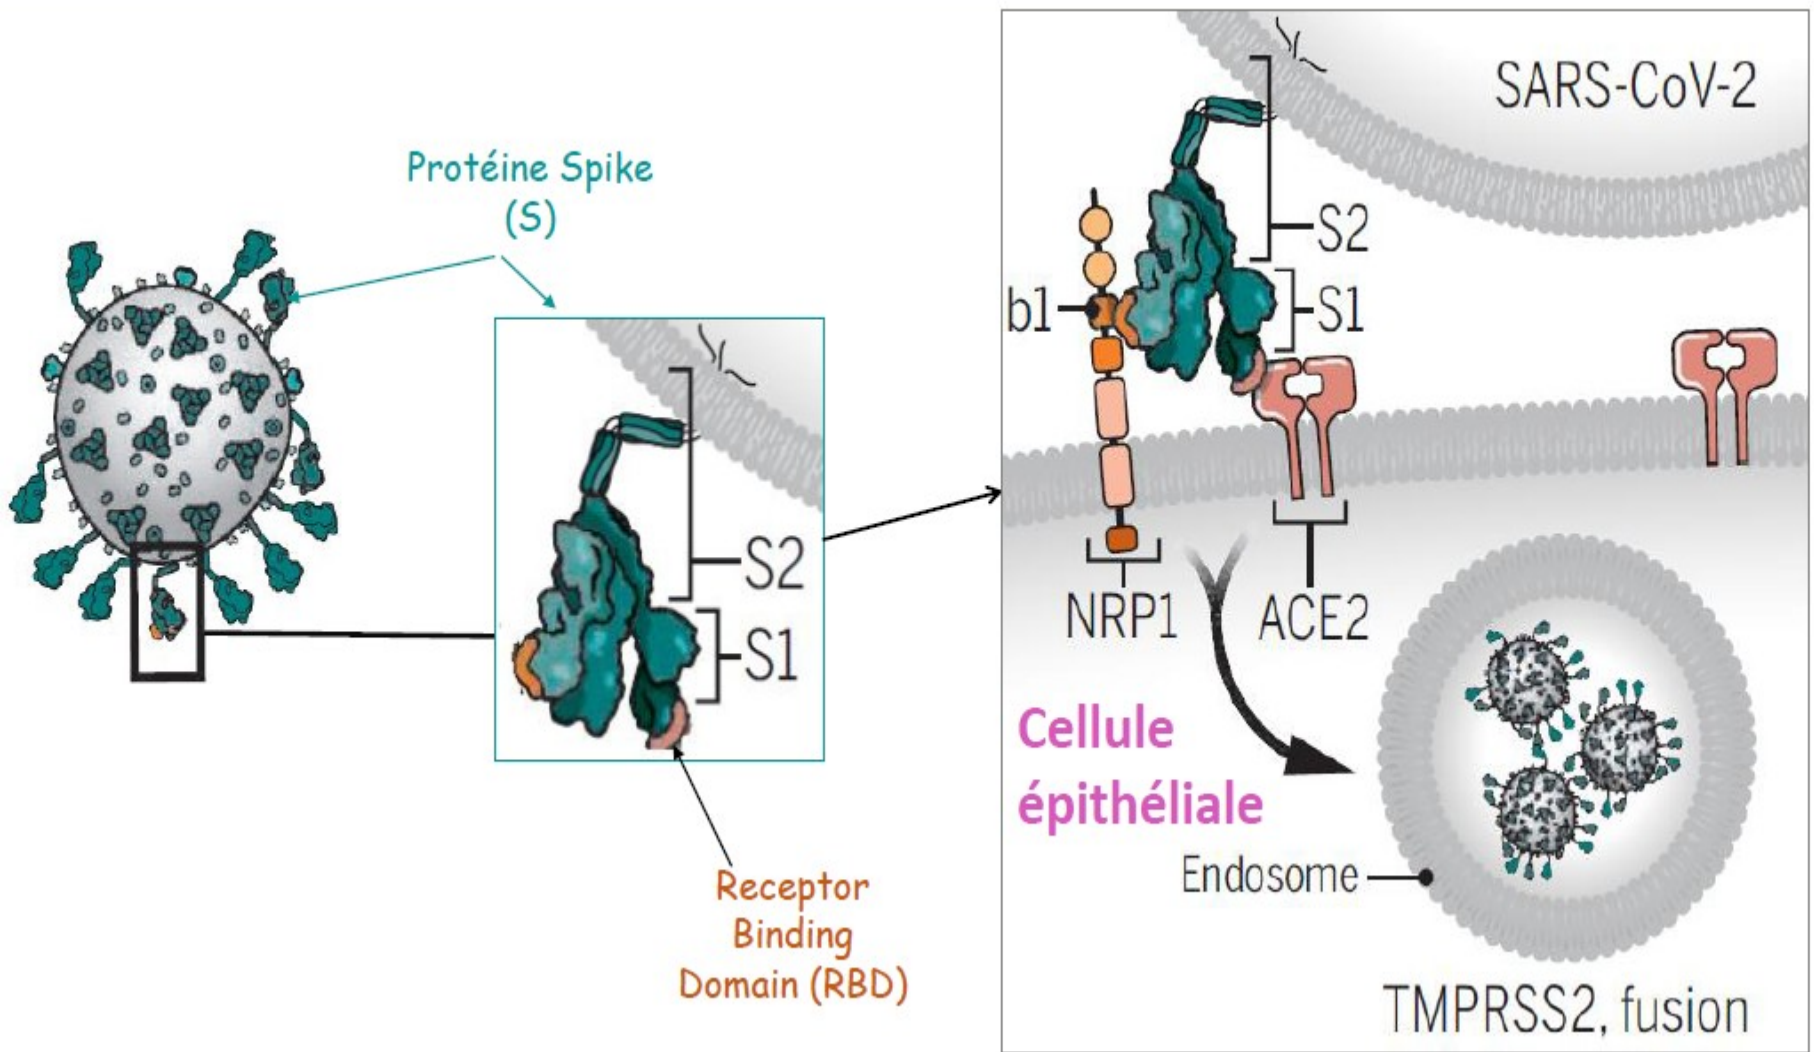 Protéine Spike
(S)
S2
S1
Receptor
Binding
Domain (RBD)
SARS-CoV-2
S2
S1
b1
NRP1
ACE2
Cellule
épithéliale
Endosome
TMPRSS2, fusion